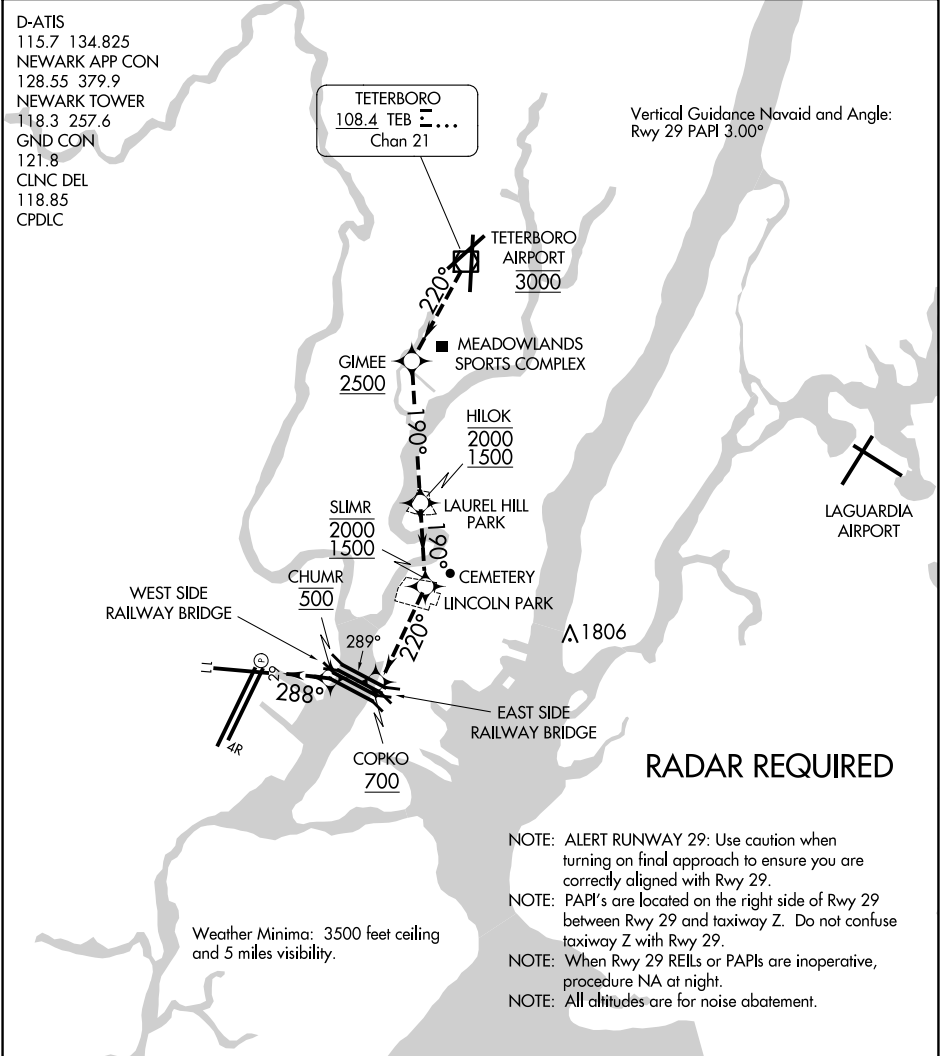 D-ATIS
115.7 134.825
NEWARK APP CON
128.55 379.9
NEWARK TOWER
118.3 257.6
GND CON
121.8
CLNC DEL
118.85
CPDLC
TETERBORO
108.4 TEB
Chan 21
Vertical Guidance Navaid and Angle:
Rwy 29 PAPI 3.00°
TETERBORO
AIRPORT
3000
220°
MEADOWLANDS
SPORTS COMPLEX
GIMEE
2500
190°
HILOK
2000
1500
LAUREL HILL
PARK
LAGUARDIA
AIRPORT
SLIMR
2000
1500
190°
CEMETERY
LINCOLN PARK
CHUMR
500
WEST SIDE
RAILWAY BRIDGE
289°
220°
1806
P
29
11
288°
4R
EAST SIDE
RAILWAY BRIDGE
COPKO
700
RADAR REQUIRED
NOTE: ALERT RUNWAY 29: Use caution when
turning on final approach to ensure you are
correctly aligned with Rwy 29.
NOTE: PAPI's are located on the right side of Rwy 29
between Rwy 29 and taxiway Z. Do not confuse
taxiway Z with Rwy 29.
NOTE: When Rwy 29 REILs or PAPIs are inoperative,
procedure NA at night.
NOTE: All altitudes are for noise abatement.
Weather Minima: 3500 feet ceiling
and 5 miles visibility.